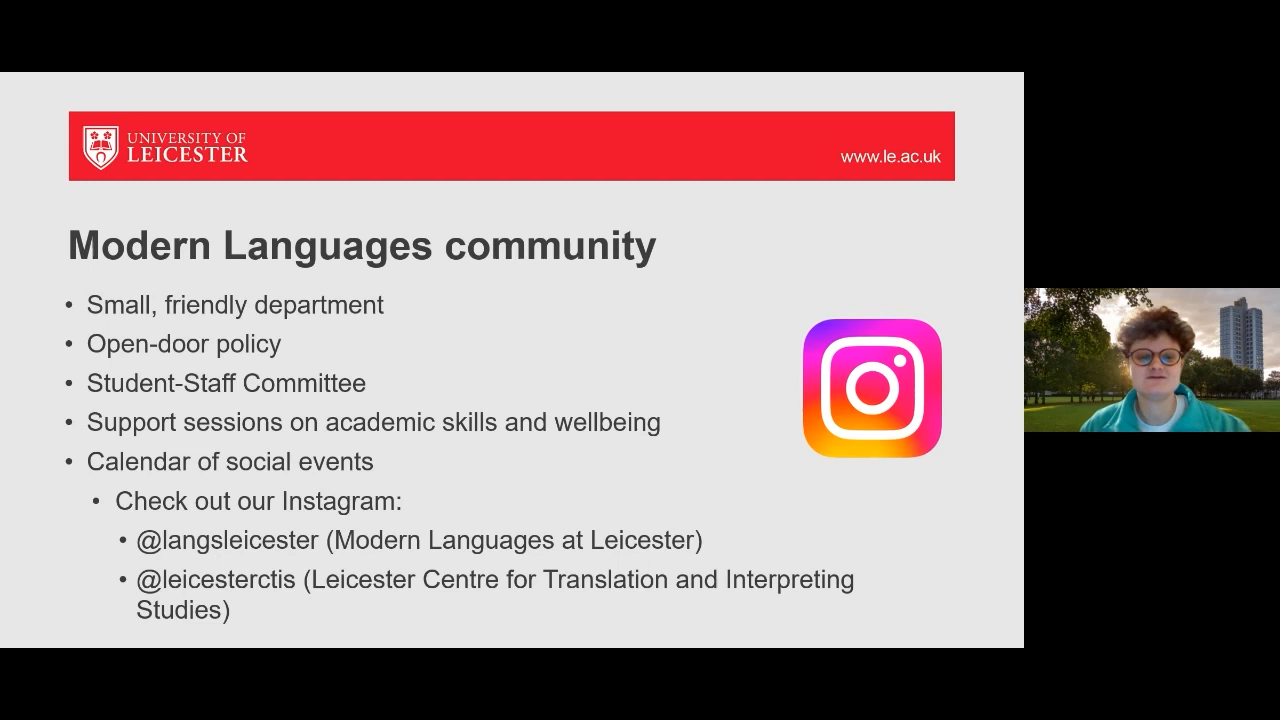 UNIVERSITY OF
LEICESTER
www.le.ac.uk
Modern Languages community
• Small, friendly department
• Open-door policy
• Student-Staff Committee
• Support sessions on academic skills and wellbeing
• Calendar of social events
• Check out our Instagram:
• @langsleicester (Modern Languages at Leicester)
• @leicesterctis (Leicester Centre for Translation and Interpreting
Studies)